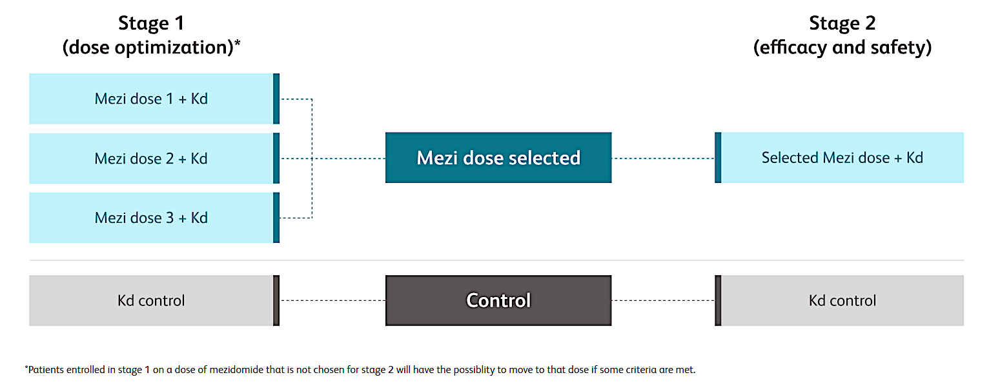 Stage 1
(dose optimization)*
Stage 2
(efficacy and safety)
Mezi dose 1 + Kd
Mezi dose 2 + Kd
Mezi dose 3 + Kd
Mezi dose selected
Selected Mezi dose + Kd
Kd control
Control
Kd control
*Patients enrolled in stage 1 on a dose of mezidomide that is not chosen for stage 2 will have the possiblity to move to that dose if some criteria are met.